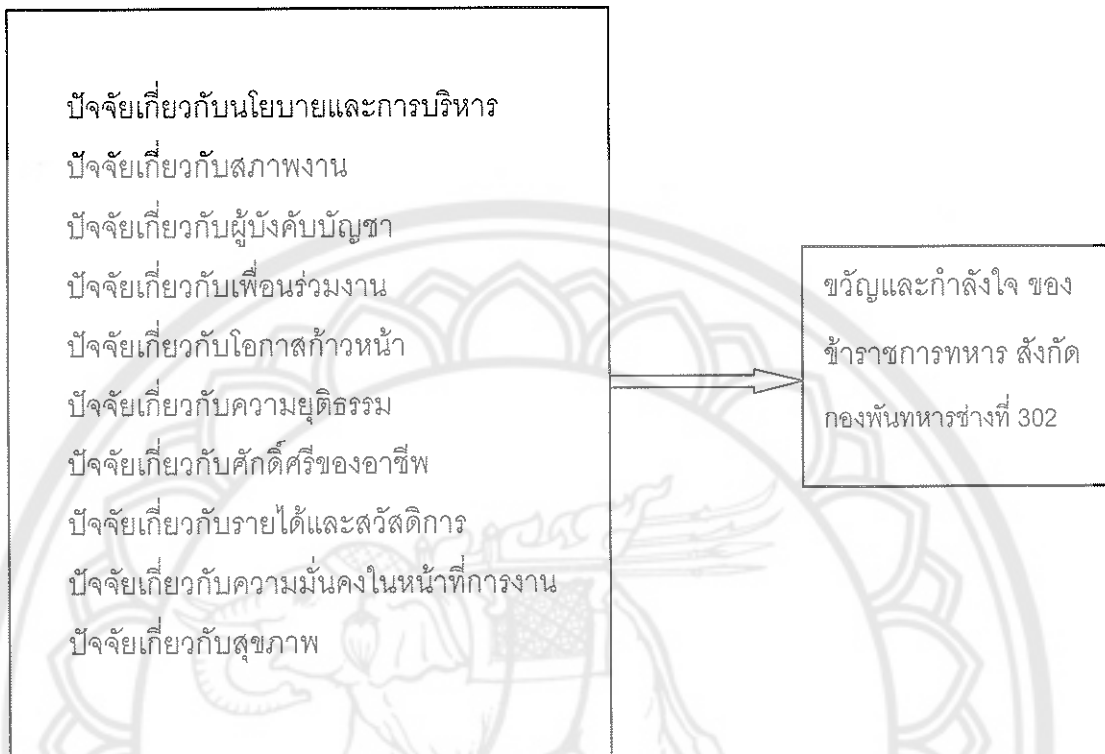 ปัจจัยเกี่ยวกับนโยบายและการบริหาร
ปัจจัยเกี่ยวกับสภาพงาน
ปัจจัยเกี่ยวกับผู้บังคับบัญชา
ปัจจัยเกี่ยวกับเพื่อนร่วมงาน
ปัจจัยเกี่ยวกับโอกาสก้าวหน้า
ปัจจัยเกี่ยวกับความยุติธรรม
ปัจจัยเกี่ยวกับศักดิ์ศรีของอาชีพ
ปัจจัยเกี่ยวกับรายได้และสวัสดิการ
ปัจจัยเกี่ยวกับความมั่นคงในหน้าที่การงาน
ปัจจัยเกี่ยวกับสุขภาพ
ขวัญและกำลังใจ ของ
ข้าราชการทหาร สังกัด
กองพันทหารช่างที่ 302